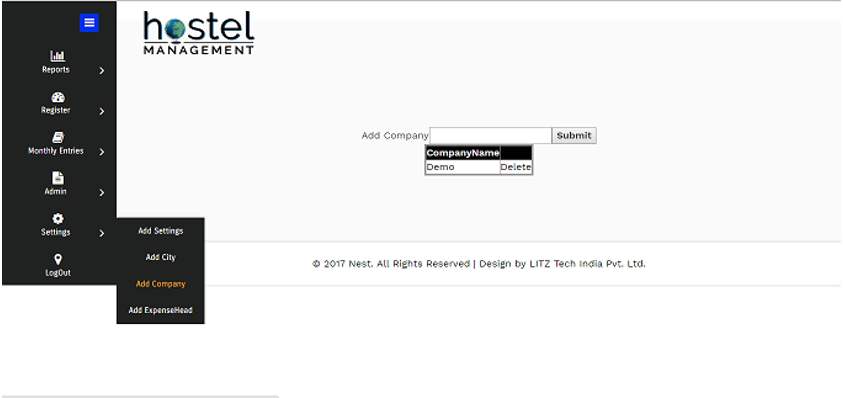 hostel
MANAGEMENT
Reports
Register
Monthly Entries
Admin
Settings
LogOut
Add Settings
Add City
Add Company
Add ExpenseHead
Add Company Submit
CompanyName
Demo Delete
© 2017 Nest. All Rights Reserved | Design by LITZ Tech India Pvt. Ltd.